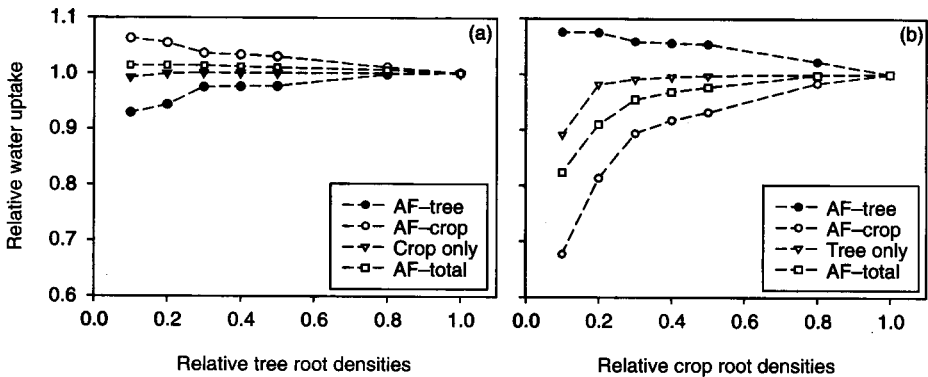 Relative water uptake
1.1
1.0
0.9
0.8
0.7
0.6
(a)
AF–tree
AF–crop
Crop only
AF–total
0.0 0.2 0.4 0.6 0.8 1.0
Relative tree root densities
(b)
AF–tree
AF–crop
Tree only
AF–total
0.0 0.2 0.4 0.6 0.8 1.0
Relative crop root densities